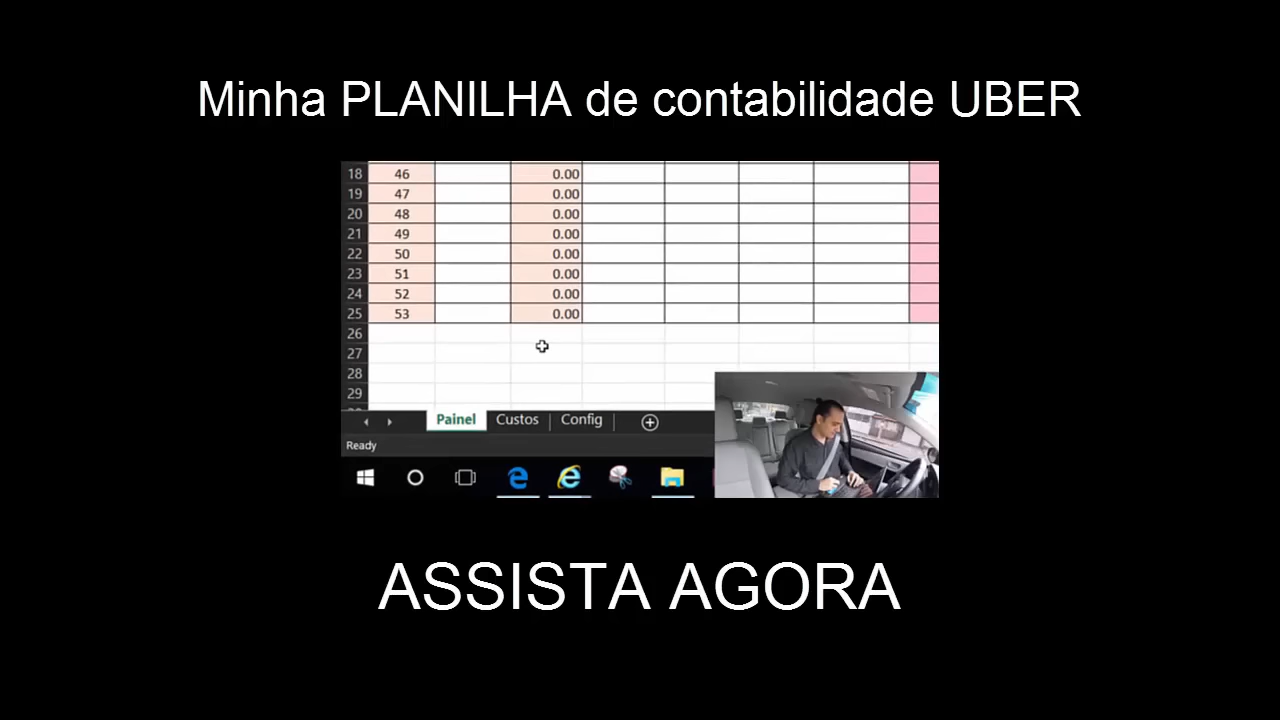 Minha PLANILHA de contabilidade UBER
18 46 0.00
19 47 0.00
20 48 0.00
21 49 0.00
22 50 0.00
23 51 0.00
24 52 0.00
25 53 0.00
26
27
28
29
Painel Custos Config
Ready
ASSISTA AGORA